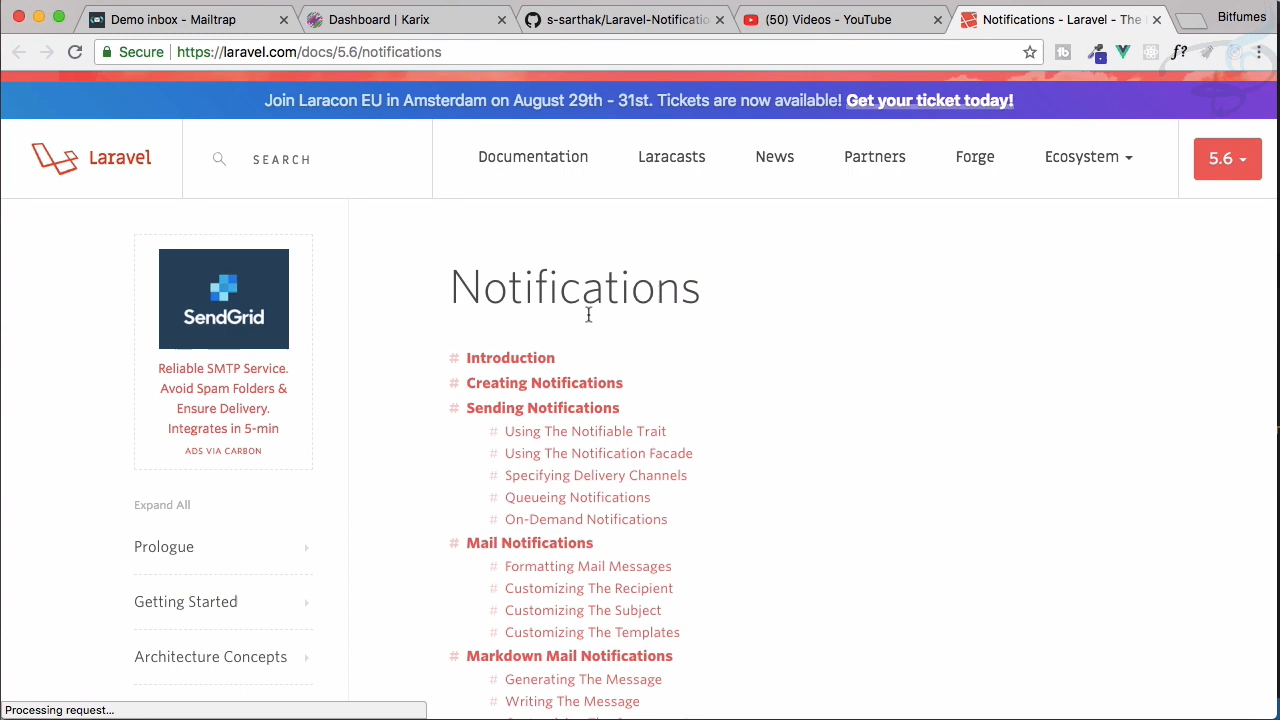 Demo inbox - Mailtrap
Dashboard | Karix
s-sarthak/Laravel-Notificatio
(50) Videos - YouTube
Notifications - Laravel - The
Bitfumes
Secure
https://laravel.com/docs/5.6/notifications
Join Laracon EU in Amsterdam on August 29th - 31st. Tickets are now available! Get your ticket today!
Laravel
SEARCH
Documentation
Laracasts
News
Partners
Forge
Ecosystem
5.6
SendGrid
Reliable SMTP Service.
Avoid Spam Folders &
Ensure Delivery.
Integrates in 5-min
ADS VIA CARBON
Expand All
Prologue
Getting Started
Architecture Concepts
Notifications
# Introduction
# Creating Notifications
# Sending Notifications
# Using The Notifiable Trait
# Using The Notification Facade
# Specifying Delivery Channels
# Queueing Notifications
# On-Demand Notifications
# Mail Notifications
# Formatting Mail Messages
# Customizing The Recipient
# Customizing The Subject
# Customizing The Templates
# Markdown Mail Notifications
# Generating The Message
# Writing The Message
Processing request...